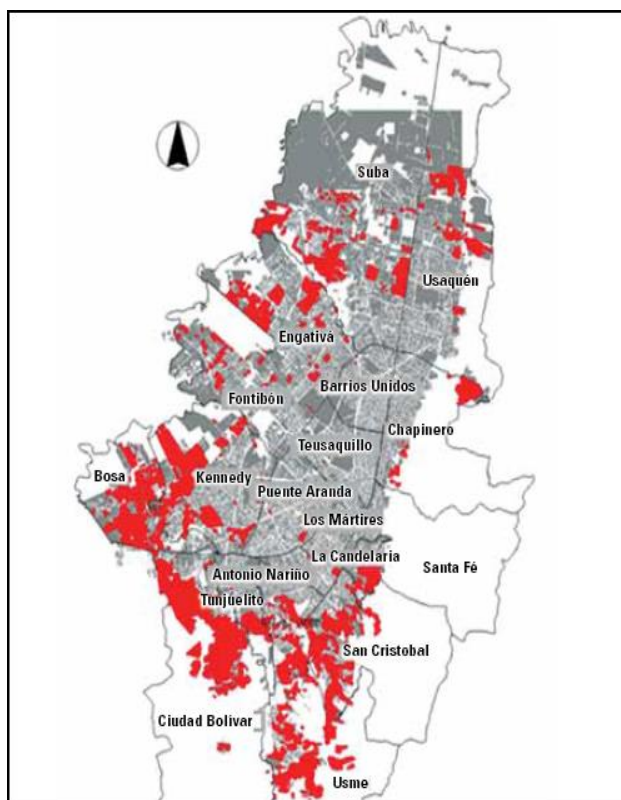 Suba
Usaquén
Engativá
Barrios Unidos
Fontibón
Chapinero
Teusaquillo
Bosa
Kennedy
Puente Aranda
Los Mártires
La Candelaria
Santa Fé
Antonio Nariño
Tunjuelito
San Cristobal
Ciudad Bolivar
Usme